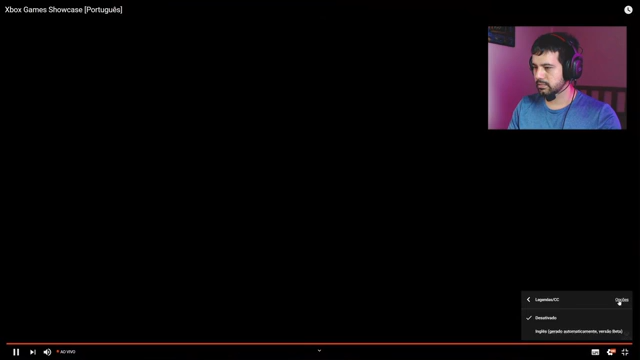 Xbox Games Showcase [Português]
Legendas/CC
Opções
Desativado
Inglês (gerado automaticamente, versão Beta)
AO VIVO